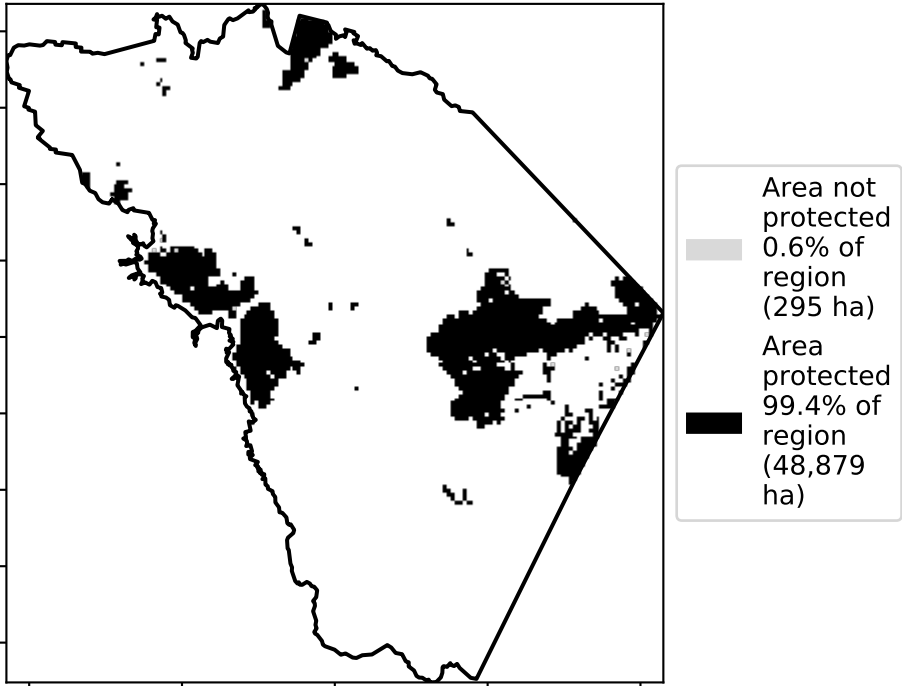 Area not
protected
0.6% of
region
(295 ha)
Area
protected
99.4% of
region
(48,879
ha)